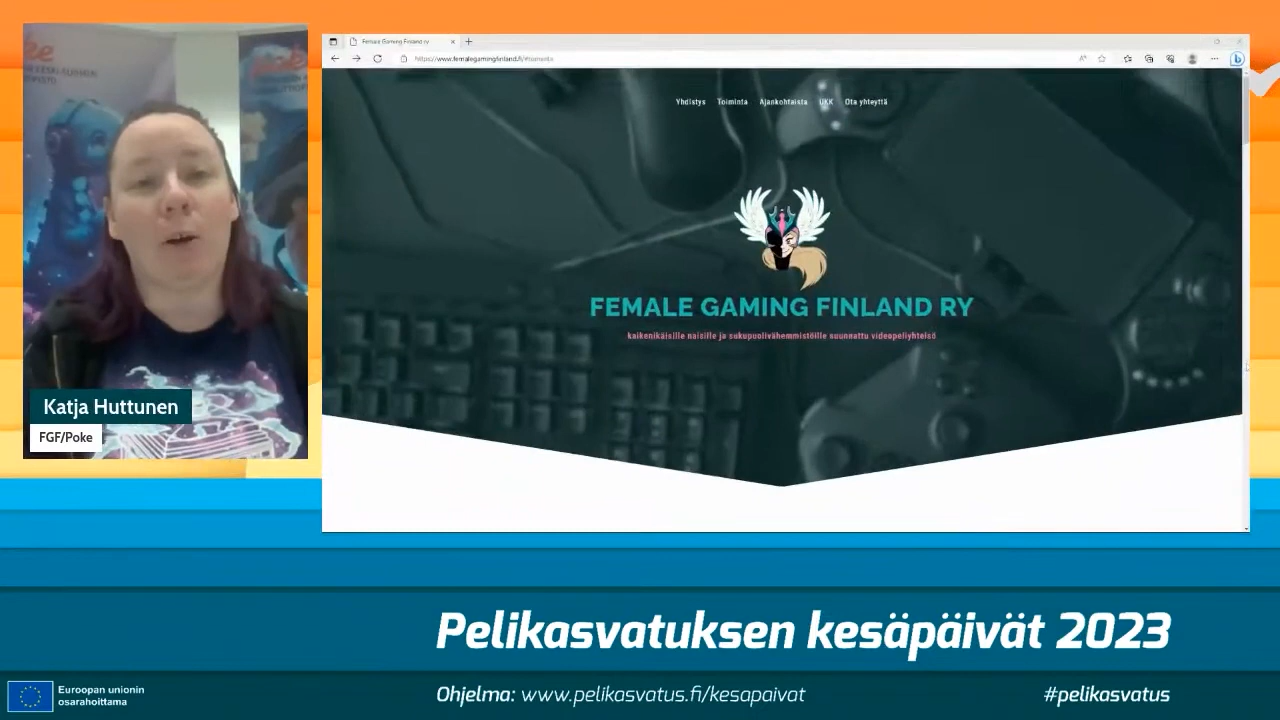 Female Gaming Finland ry
https://www.femalegamingfinland.fi/#toiminta
Yhdistys Toiminta Ajankohtaista UKK Ota yhteyttä
FEMALE GAMING FINLAND RY
kaikenikäisille naisille ja sukupuolivähemmistöille suunnattu videopeliyhteisö
Katja Huttunen
FGF/Poke
Pelikasvatuksen kesäpäivät 2023
Euroopan unionin
osarahoittama
Ohjelma: www.pelikasvatus.fi/kesapaivat
#pelikasvatus